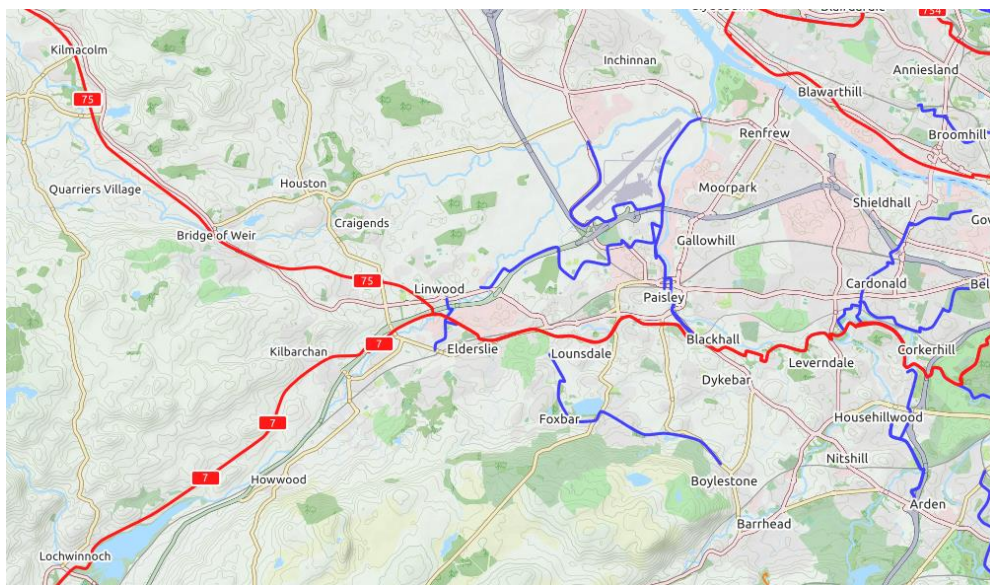 754
Kilmacolm
Inchinnan
Anniesland
75
Blawarthill
Renfrew
Broomhill
Quarriers Village
Houston
Moorpark
Shieldhall
Craigends
Bridge of Weir
Gallowhill
75
Linwood
Paisley
Cardonald
7
Blackhall
Kilbarchan
Elderslie
Lounsdale
Leverndale
Corkerhill
Dykebar
7
Foxbar
Househillwood
7
Howwood
Nitshill
Boylestone
Arden
Barrhead
Lochwinnoch